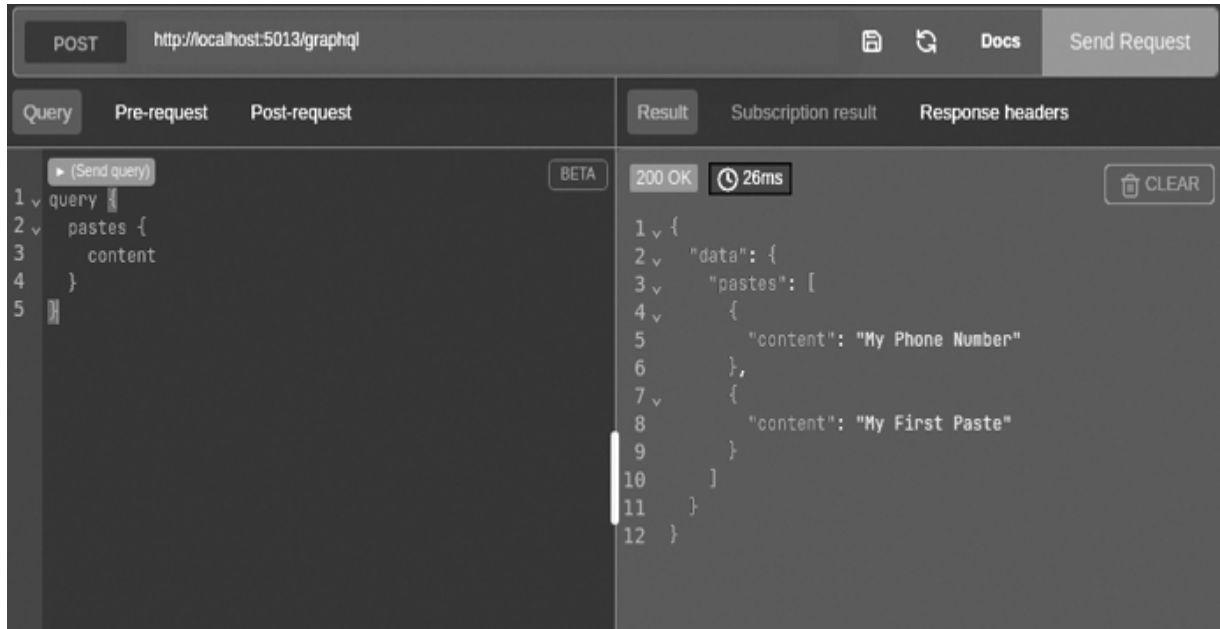 POST http://localhost:5013/graphql Docs Send Request
Query Pre-request Post-request
(Send query) BETA
1 query {
2 pastes {
3 content
4 }
5 }
Result Subscription result Response headers
200 OK 26ms CLEAR
1 {
2 "data": {
3 "pastes": [
4 {
5 "content": "My Phone Number"
6 },
7 {
8 "content": "My First Paste"
9 }
10 ]
11 }
12 }